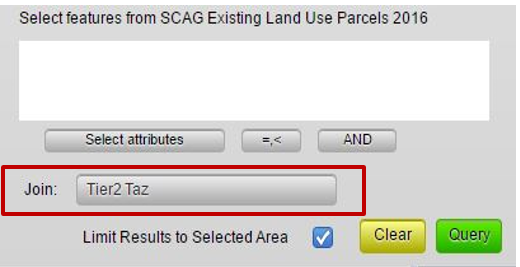 Select features from SCAG Existing Land Use Parcels 2016
Select attributes =,< AND
Join: Tier2 Taz
Limit Results to Selected Area Clear Query